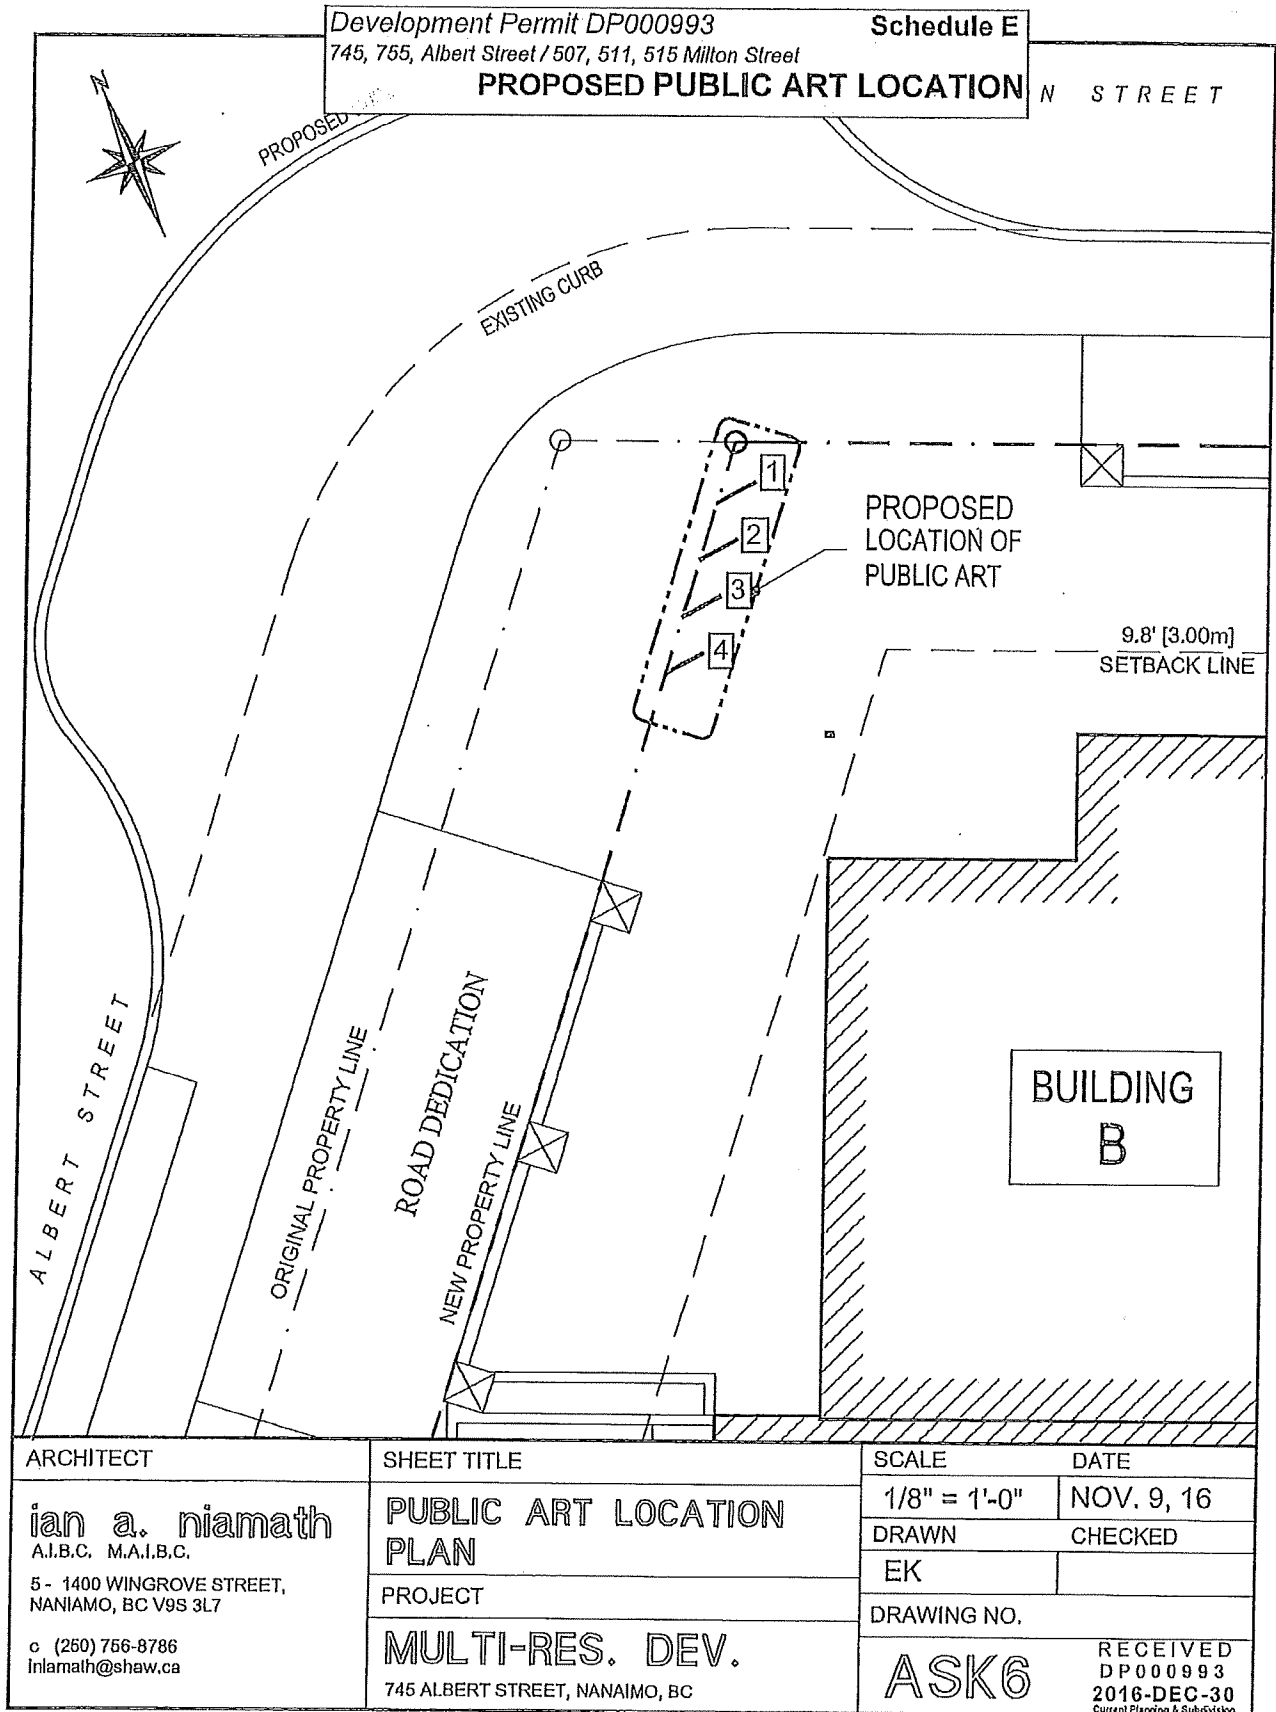 Development Permit DP000993 Schedule E
745, 755, Albert Street / 507, 511, 515 Milton Street
PROPOSED PUBLIC ART LOCATION
N STREET
N
PROPOSED
EXISTING CURB
1
2
3
4
PROPOSED
LOCATION OF
PUBLIC ART
9.8' [3.00m]
SETBACK LINE
ALBERT STREET
ORIGINAL PROPERTY LINE
ROAD DEDICATION
NEW PROPERTY LINE
BUILDING
B
ARCHITECT
ian a. niamath
A.I.B.C. M.A.I.B.C.
5 - 1400 WINGROVE STREET,
NANIAMO, BC V9S 3L7
c (250) 756-8786
inlamath@shaw.ca
SHEET TITLE
PUBLIC ART LOCATION
PLAN
PROJECT
MULTI-RES. DEV.
745 ALBERT STREET, NANAIMO, BC
SCALE DATE
1/8" = 1'-0" NOV. 9, 16
DRAWN CHECKED
EK
DRAWING NO.
ASK6
RECEIVED
DP000993
2016-DEC-30
Current Planning & Subdivision